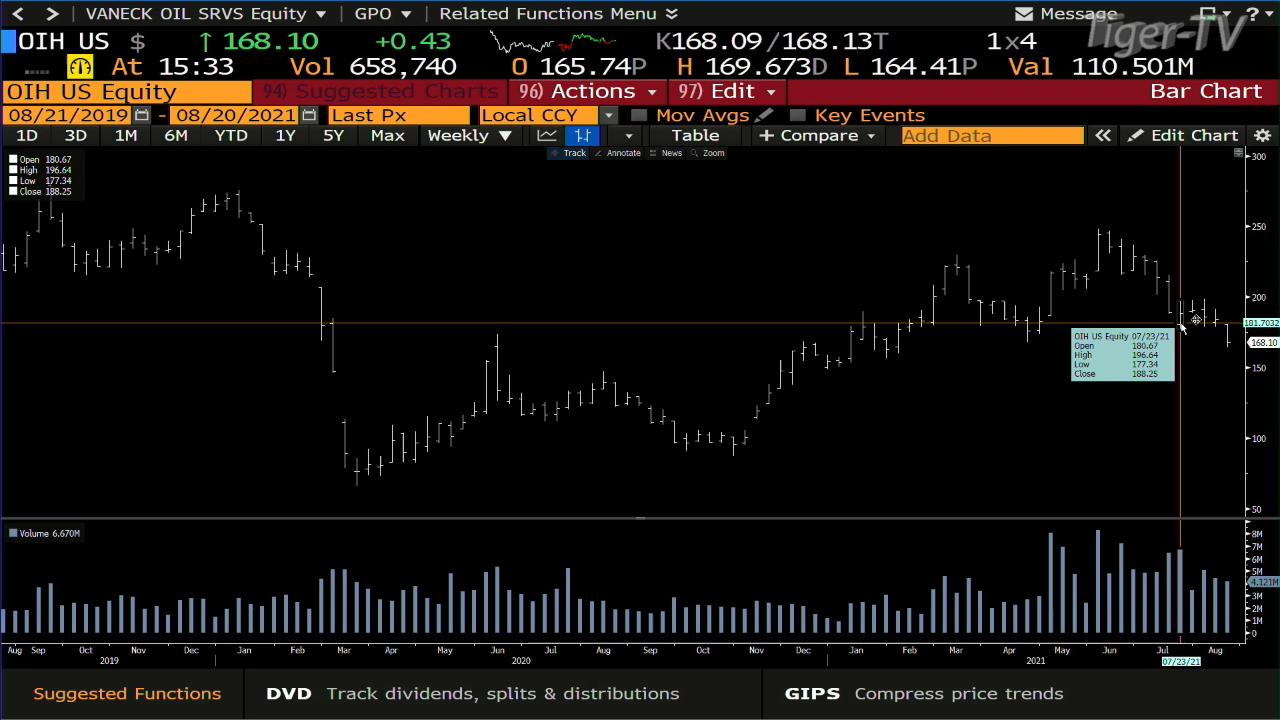 < > VANECK OIL SRVS Equity ▼ GPO ▼ Related Functions Menu Message ? Tiger-TV
OIH US $ ↑ 168.10 +0.43 K168.09/168.13T 1x4
At 15:33 Vol 658,740 O 165.74P H 169.673D L 164.41P Val 110.501M
OIH US Equity 94) Suggested Charts 96) Actions 97) Edit Bar Chart
08/21/2019 - 08/20/2021 Last Px Local CCY Mov Avgs Key Events
1D 3D 1M 6M YTD 1Y 5Y Max Weekly ▼ Table + Compare Add Data « Edit Chart
Track Annotate News Zoom
Open 180.67
High 196.64
Low 177.34
Close 188.25
300
250
200
181.7032
168.10
150
100
50
OIH US Equity 07/23/21
Open 180.67
High 196.64
Low 177.34
Close 188.25
Volume 6.670M
8M
7M
6M
5M
4.121M
3M
2M
1M
0
Aug Sep Oct Nov Dec Jan Feb Mar Apr May Jun Jul Aug Sep Oct Nov Dec Jan Feb Mar Apr May Jun Jul Aug
2019 2020 2021 07/23/21
Suggested Functions DVD Track dividends, splits & distributions GIPS Compress price trends